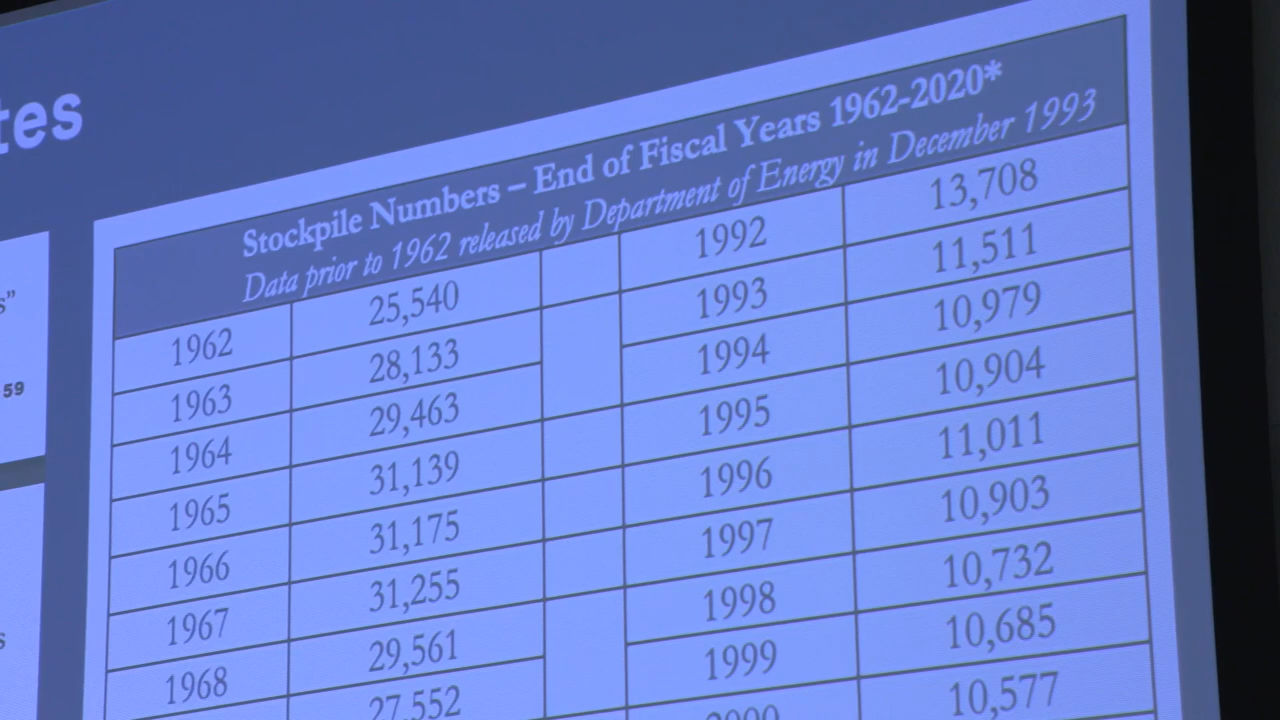 tes
s”
59
s
Stockpile Numbers – End of Fiscal Years 1962-2020*
Data prior to 1962 released by Department of Energy in December 1993
1962 25,540 1992 13,708
1963 28,133 1993 11,511
1964 29,463 1994 10,979
1965 31,139 1995 10,904
1966 31,175 1996 11,011
1967 31,255 1997 10,903
1968 29,561 1998 10,732
27,552 1999 10,685
2000 10,577